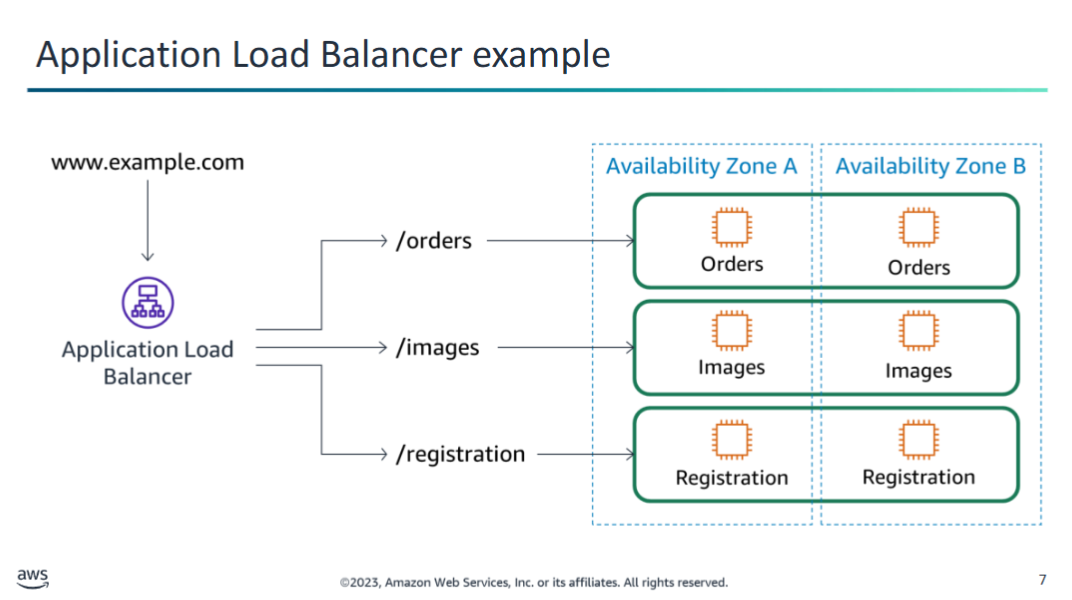 Application Load Balancer example
www.example.com
Application Load
Balancer
/orders
/images
/registration
Availability Zone A
Availability Zone B
Orders
Orders
Images
Images
Registration
Registration
aws
©2023, Amazon Web Services, Inc. or its affiliates. All rights reserved.
7